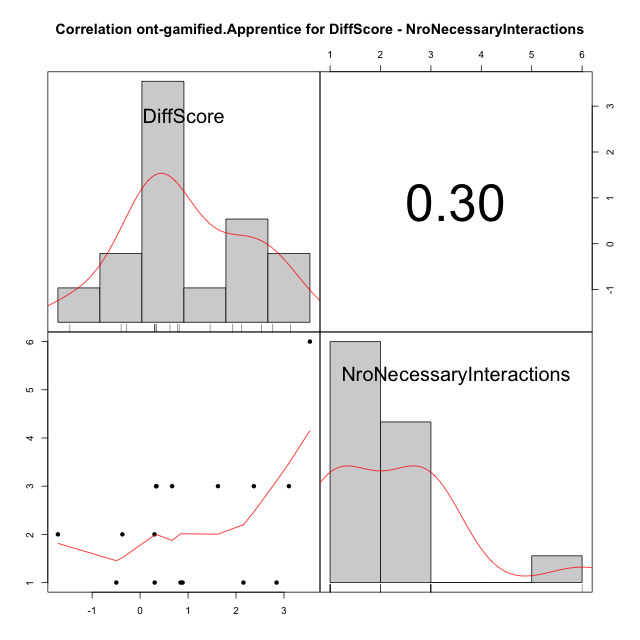 Correlation ont-gamified.Apprentice for DiffScore - NroNecessaryInteractions
1 2 3 4 5 6
DiffScore
0.30
3
2
1
0
-1
6
5
4
3
2
1
NroNecessaryInteractions
-1 0 1 2 3